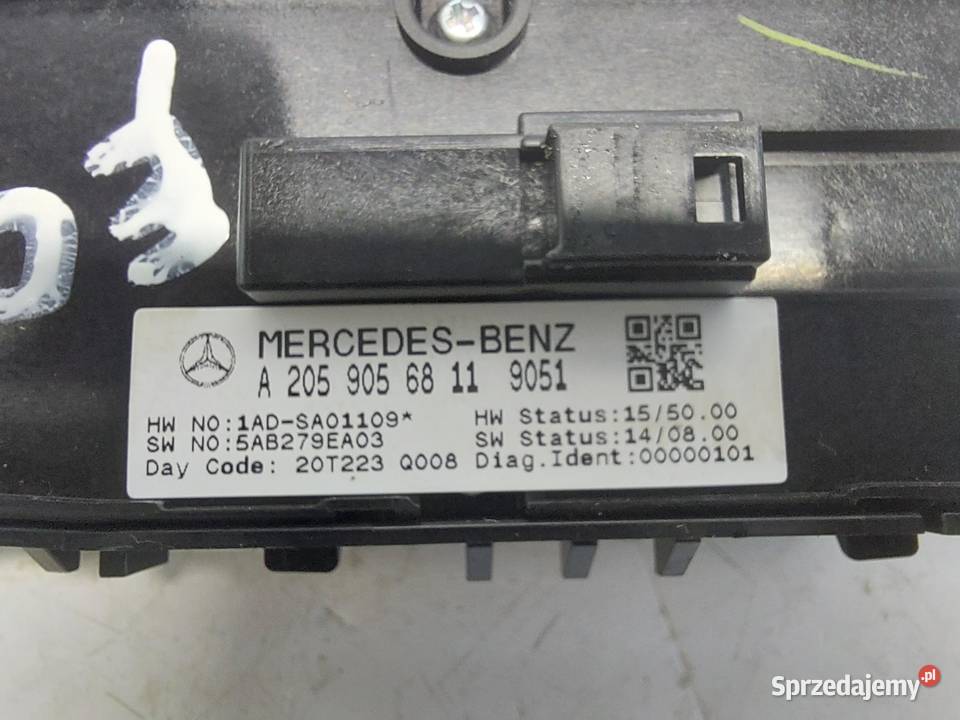 MERCEDES-BENZ
A 205 905 68 11 9051
HW NO:1AD-SA01109* HW Status:15/50.00
SW NO:5AB279EA03 SW Status:14/08.00
Day Code: 20T223 Q008 Diag.Ident:00000101
Sprzedajemy.pl